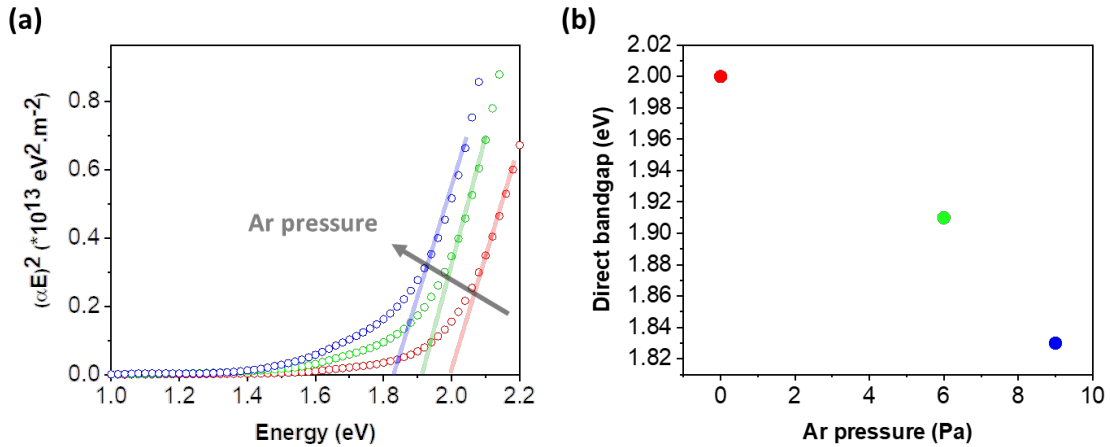 (a)
(αE)² (*10¹³ eV².m⁻²)
0.8
0.6
0.4
0.2
0.0
Ar pressure
1.0 1.2 1.4 1.6 1.8 2.0 2.2
Energy (eV)
(b)
Direct bandgap (eV)
2.02
2.00
1.98
1.96
1.94
1.92
1.90
1.88
1.86
1.84
1.82
0 2 4 6 8 10
Ar pressure (Pa)